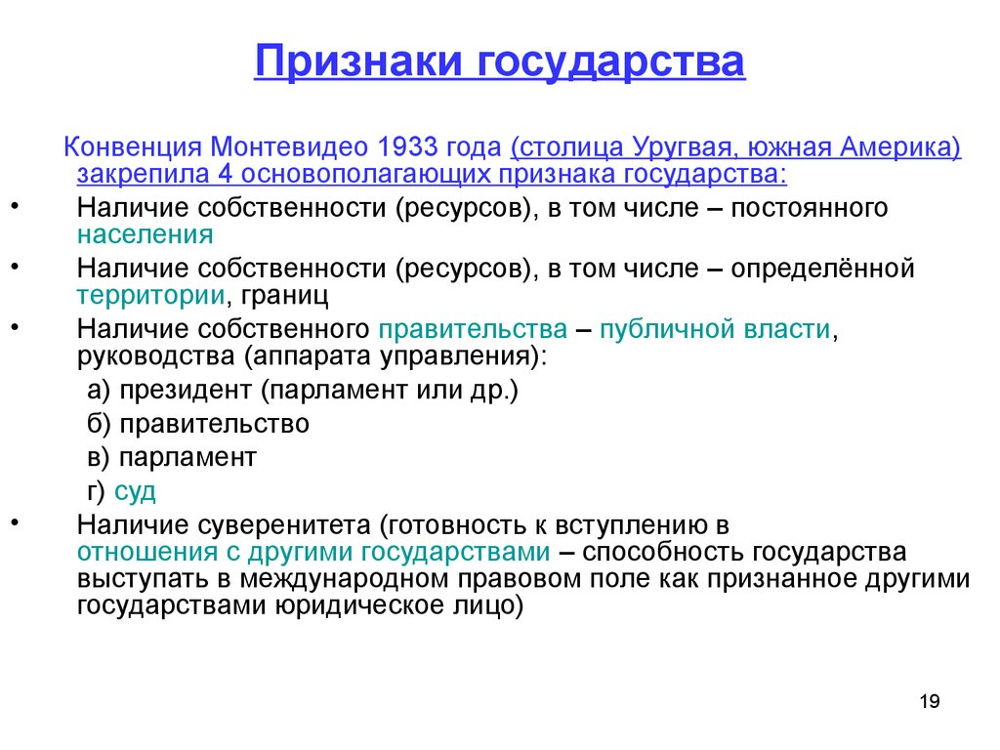 Признаки государства
Конвенция Монтевидео 1933 года (столица Уругвая, южная Америка)
закрепила 4 основополагающих признака государства:
• Наличие собственности (ресурсов), в том числе – постоянного
населения
• Наличие собственности (ресурсов), в том числе – определённой
территории, границ
• Наличие собственного правительства – публичной власти,
руководства (аппарата управления):
а) президент (парламент или др.)
б) правительство
в) парламент
г) суд
• Наличие суверенитета (готовность к вступлению в
отношения с другими государствами – способность государства
выступать в международном правовом поле как признанное другими
государствами юридическое лицо)
19